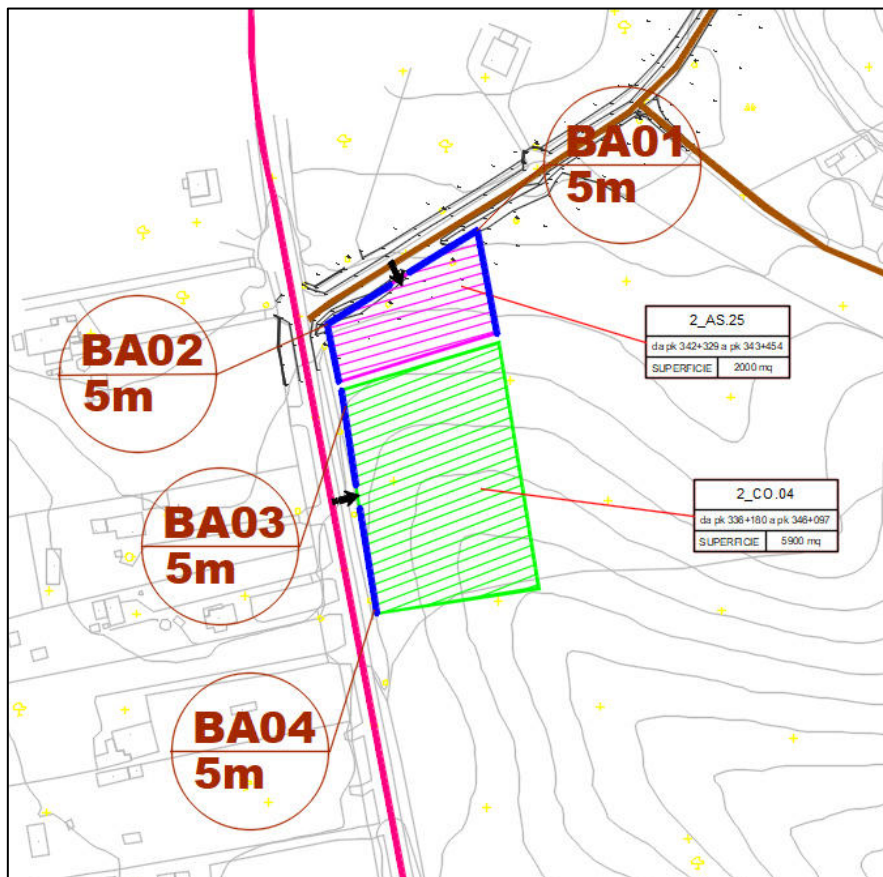 BA01
5m
2_AS.25
da pk 342+329 a pk 343+454
SUPERFICIE 2000 mq
BA02
5m
2_CO.04
da pk 336+180 a pk 346+097
SUPERFICIE 5900 mq
BA03
5m
BA04
5m